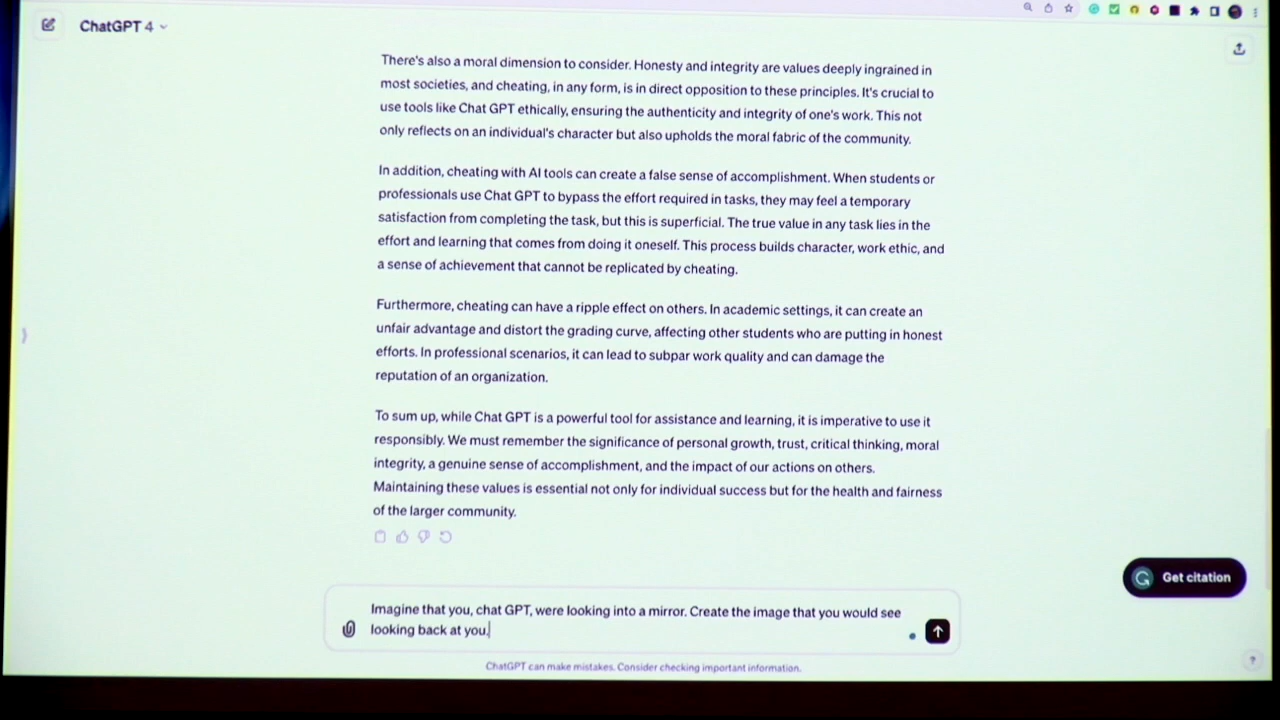 ChatGPT 4
There's also a moral dimension to consider. Honesty and integrity are values deeply ingrained in
most societies, and cheating, in any form, is in direct opposition to these principles. It's crucial to
use tools like Chat GPT ethically, ensuring the authenticity and integrity of one's work. This not
only reflects on an individual's character but also upholds the moral fabric of the community.
In addition, cheating with AI tools can create a false sense of accomplishment. When students or
professionals use Chat GPT to bypass the effort required in tasks, they may feel a temporary
satisfaction from completing the task, but this is superficial. The true value in any task lies in the
effort and learning that comes from doing it oneself. This process builds character, work ethic, and
a sense of achievement that cannot be replicated by cheating.
Furthermore, cheating can have a ripple effect on others. In academic settings, it can create an
unfair advantage and distort the grading curve, affecting other students who are putting in honest
efforts. In professional scenarios, it can lead to subpar work quality and can damage the
reputation of an organization.
To sum up, while Chat GPT is a powerful tool for assistance and learning, it is imperative to use it
responsibly. We must remember the significance of personal growth, trust, critical thinking, moral
integrity, a genuine sense of accomplishment, and the impact of our actions on others.
Maintaining these values is essential not only for individual success but for the health and fairness
of the larger community.
Get citation
Imagine that you, chat GPT, were looking into a mirror. Create the image that you would see
looking back at you.
ChatGPT can make mistakes. Consider checking important information.
?